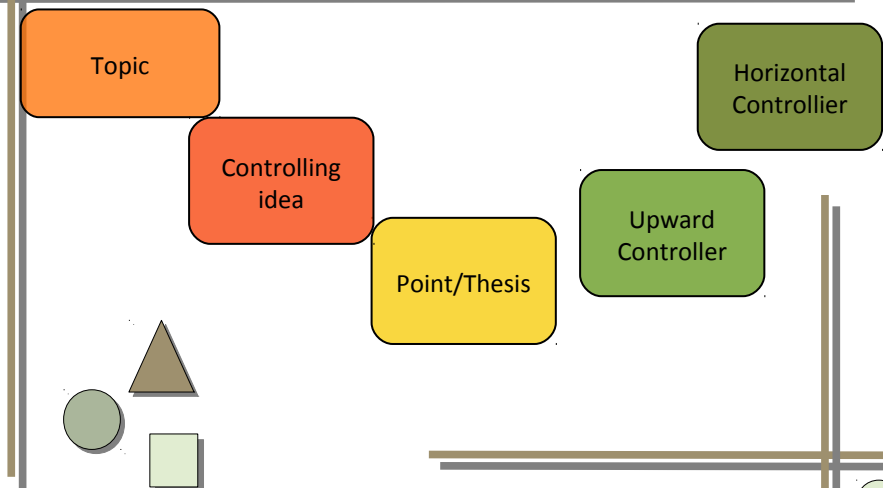 Topic
Controlling
idea
Point/Thesis
Upward
Controller
Horizontal
Controllier